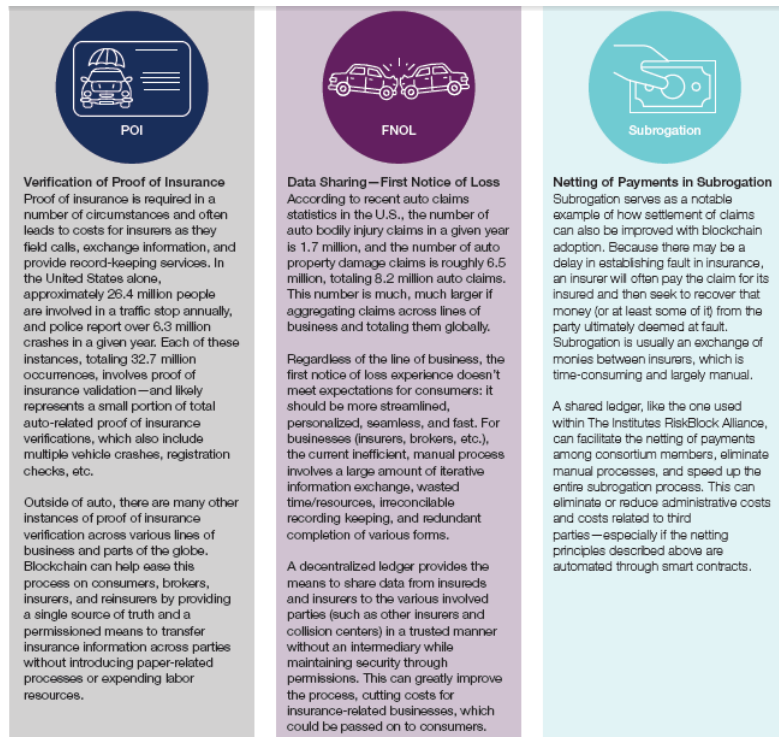 POI
Verification of Proof of Insurance
Proof of insurance is required in a
number of circumstances and often
leads to costs for insurers as they
field calls, exchange information, and
provide record-keeping services. In
the United States alone,
approximately 26.4 million people
are involved in a traffic stop annually,
and police report over 6.3 million
crashes in a given year. Each of these
instances, totaling 32.7 million
occurrences, involves proof of
insurance validation—and likely
represents a small portion of total
auto-related proof of insurance
verifications, which also include
multiple vehicle crashes, registration
checks, etc.
Outside of auto, there are many other
instances of proof of insurance
verification across various lines of
business and parts of the globe.
Blockchain can help ease this
process on consumers, brokers,
insurers, and reinsurers by providing
a single source of truth and a
permissioned means to transfer
insurance information across parties
without introducing paper-related
processes or expending labor
resources.
FNOL
Data Sharing—First Notice of Loss
According to recent auto claims
statistics in the U.S., the number of
auto bodily injury claims in a given year
is 1.7 million, and the number of auto
property damage claims is roughly 6.5
million, totaling 8.2 million auto claims.
This number is much, much larger if
aggregating claims across lines of
business and totaling them globally.
Regardless of the line of business, the
first notice of loss experience doesn't
meet expectations for consumers: it
should be more streamlined,
personalized, seamless, and fast. For
businesses (insurers, brokers, etc.),
the current inefficient, manual process
involves a large amount of iterative
information exchange, wasted
time/resources, irreconcilable
recording keeping, and redundant
completion of various forms.
A decentralized ledger provides the
means to share data from insureds
and insurers to the various involved
parties (such as other insurers and
collision centers) in a trusted manner
without an intermediary while
maintaining security through
permissions. This can greatly improve
the process, cutting costs for
insurance-related businesses, which
could be passed on to consumers.
Subrogation
Netting of Payments in Subrogation
Subrogation serves as a notable
example of how settlement of claims
can also be improved with blockchain
adoption. Because there may be a
delay in establishing fault in insurance,
an insurer will often pay the claim for its
insured and then seek to recover that
money (or at least some of it) from the
party ultimately deemed at fault.
Subrogation is usually an exchange of
monies between insurers, which is
time-consuming and largely manual.
A shared ledger, like the one used
within The Institutes RiskBlock Alliance,
can facilitate the netting of payments
among consortium members, eliminate
manual processes, and speed up the
entire subrogation process. This can
eliminate or reduce administrative costs
and costs related to third
parties—especially if the netting
principles described above are
automated through smart contracts.